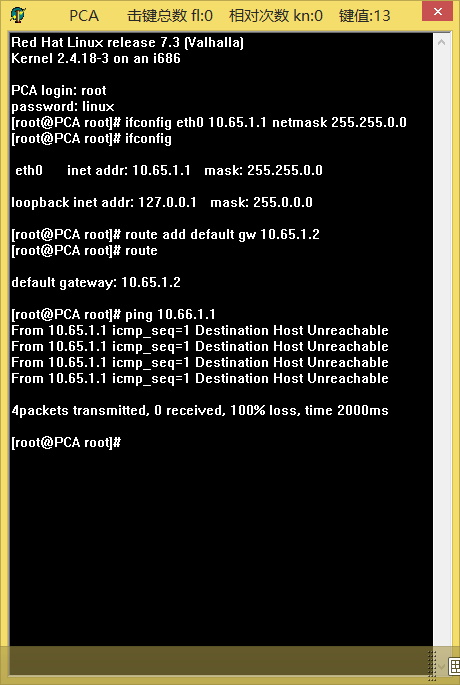 PCA 击键总数 fl:0 相对次数 kn:0 键值:13
Red Hat Linux release 7.3 (Valhalla)
Kernel 2.4.18-3 on an i686
PCA login: root
password: linux
[root@PCA root]# ifconfig eth0 10.65.1.1 netmask 255.255.0.0
[root@PCA root]# ifconfig
eth0 inet addr: 10.65.1.1 mask: 255.255.0.0
loopback inet addr: 127.0.0.1 mask: 255.0.0.0
[root@PCA root]# route add default gw 10.65.1.2
[root@PCA root]# route
default gateway: 10.65.1.2
[root@PCA root]# ping 10.66.1.1
From 10.65.1.1 icmp_seq=1 Destination Host Unreachable
From 10.65.1.1 icmp_seq=1 Destination Host Unreachable
From 10.65.1.1 icmp_seq=1 Destination Host Unreachable
From 10.65.1.1 icmp_seq=1 Destination Host Unreachable
4packets transmitted, 0 received, 100% loss, time 2000ms
[root@PCA root]#